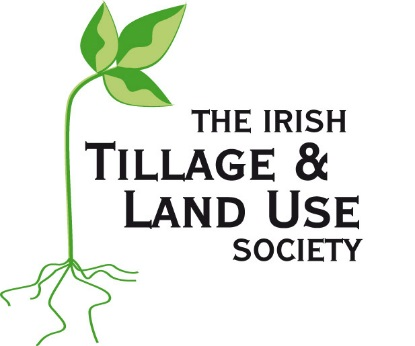 THE IRISH
TILLAGE &
LAND USE
SOCIETY